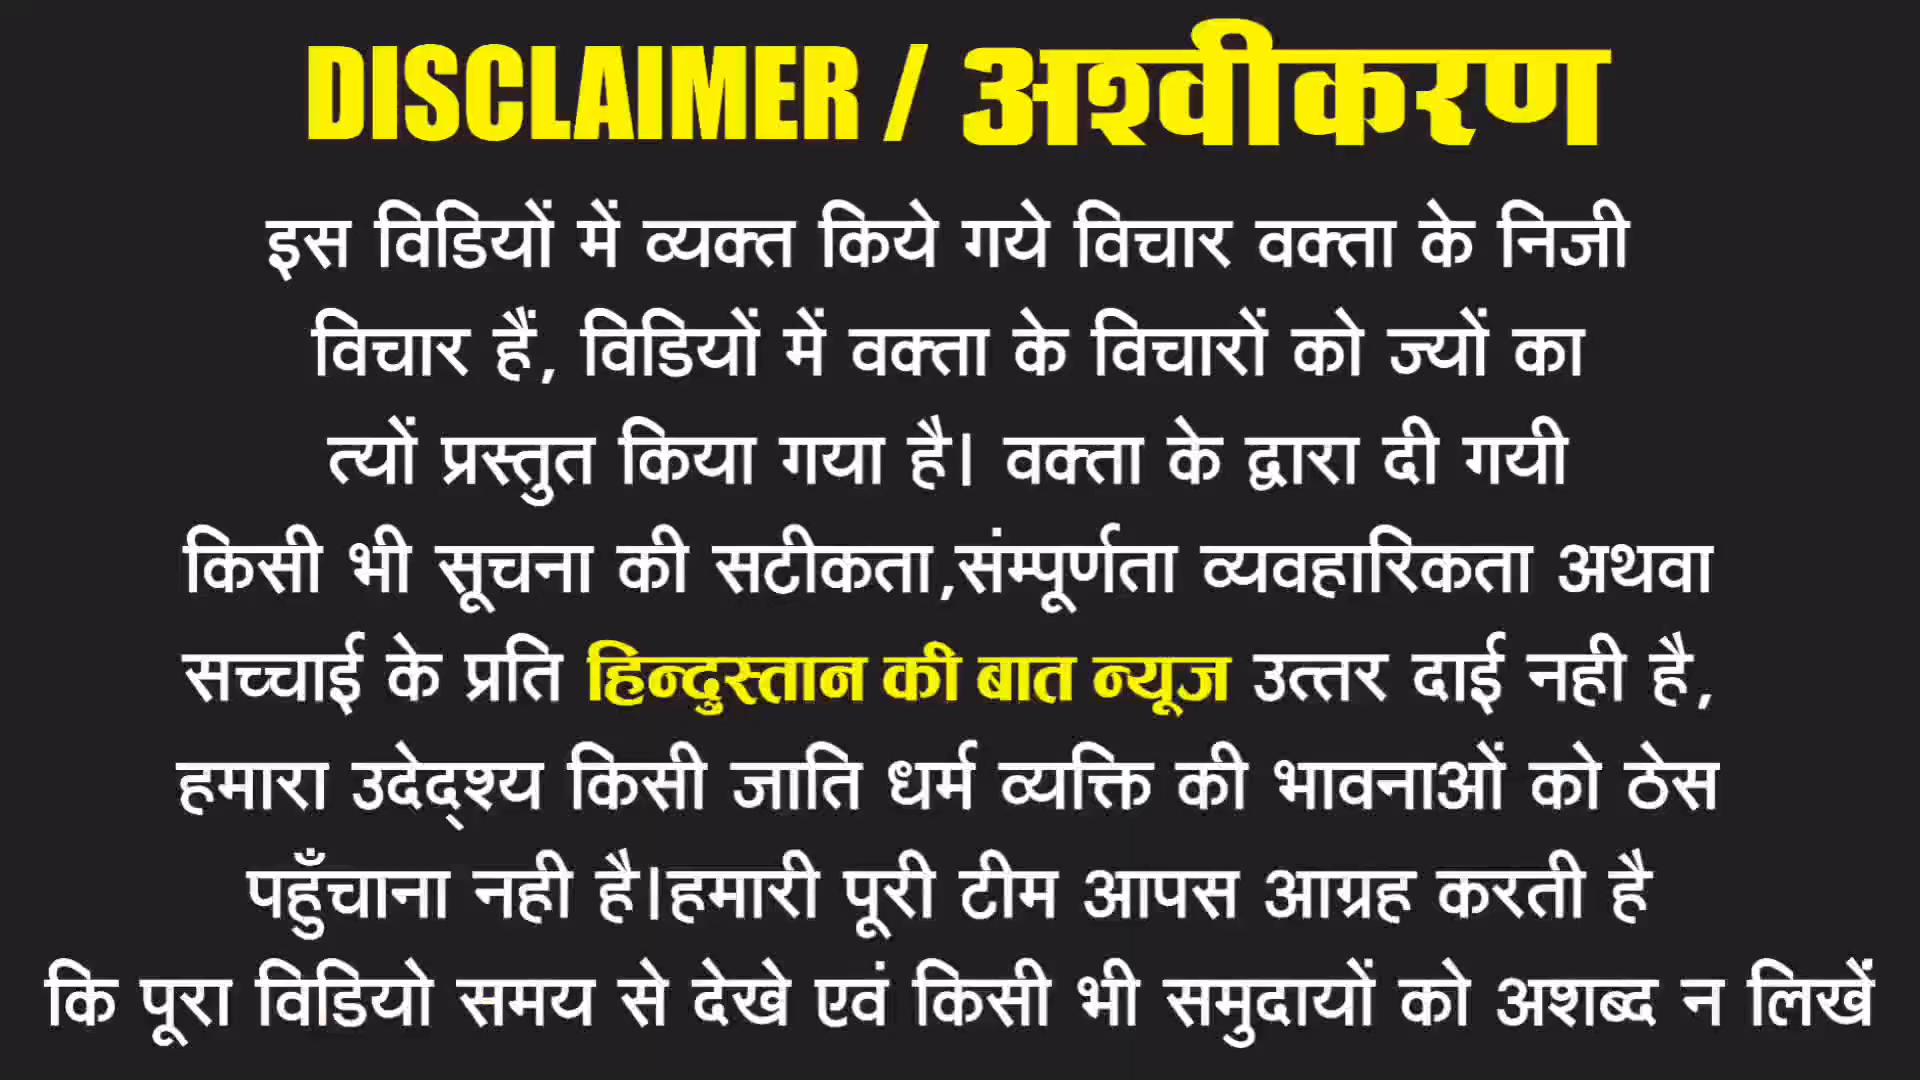 DISCLAIMER / अश्वीकरण
इस विडियों में व्यक्त किये गये विचार वक्ता के निजी
विचार हैं, विडियों में वक्ता के विचारों को ज्यों का
त्यों प्रस्तुत किया गया है। वक्ता के द्वारा दी गयी
किसी भी सूचना की सटीकता,संम्पूर्णता व्यवहारिकता अथवा
सच्चाई के प्रति हिन्दुस्तान की बात न्यूज उत्तर दाई नही है,
हमारा उदेद्श्य किसी जाति धर्म व्यक्ति की भावनाओं को ठेस
पहुँचाना नही है।हमारी पूरी टीम आपस आग्रह करती है
कि पूरा विडियो समय से देखे एवं किसी भी समुदायों को अशब्द न लिखें